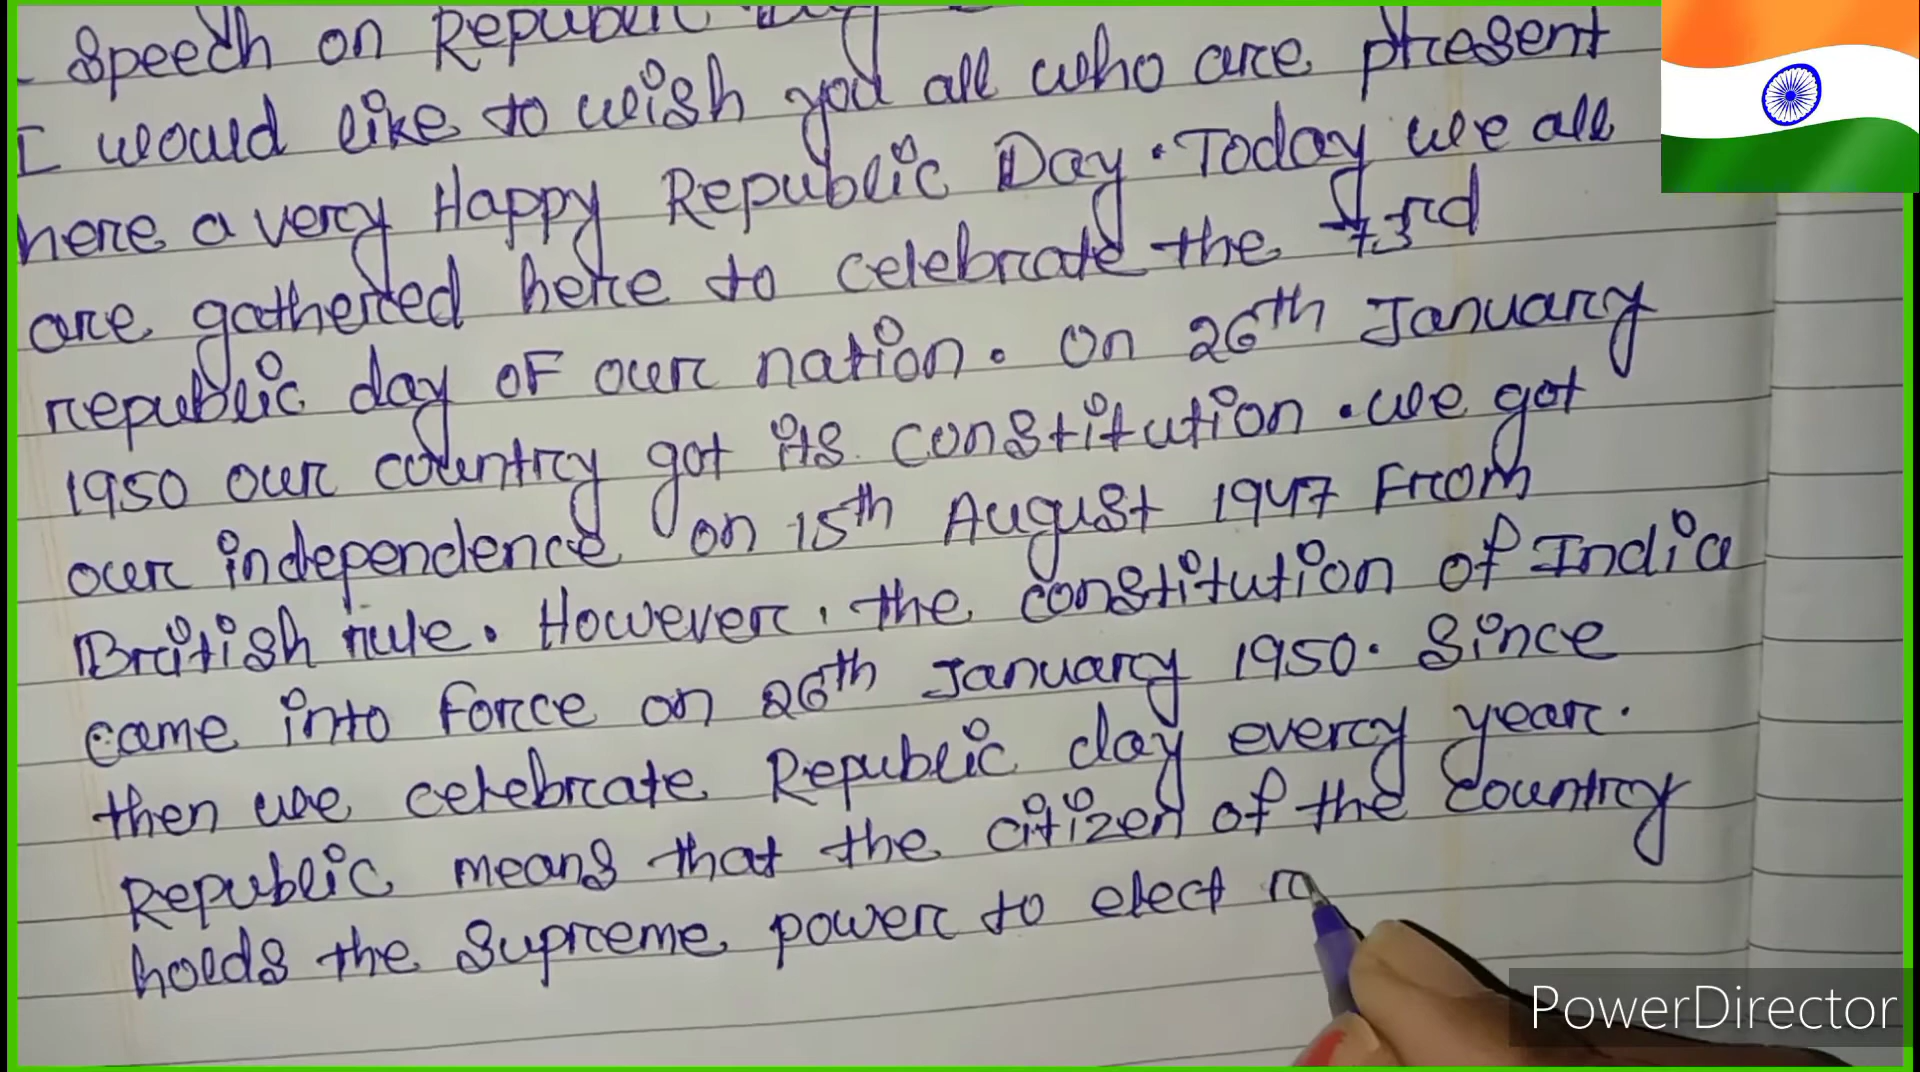 Speech on Republic Day
I would like to wish you all who are present
here a very Happy Republic Day. Today we all
are gathered here to celebrate the 73rd
republic day of our nation. On 26th January
1950 our country got its constitution. we got
our independence on 15th August 1947 From
British rule. However, the constitution of India
came into force on 26th January 1950. Since
then we celebrate Republic day every year.
Republic means that the citizen of the country
holds the supreme power to elect
PowerDirector